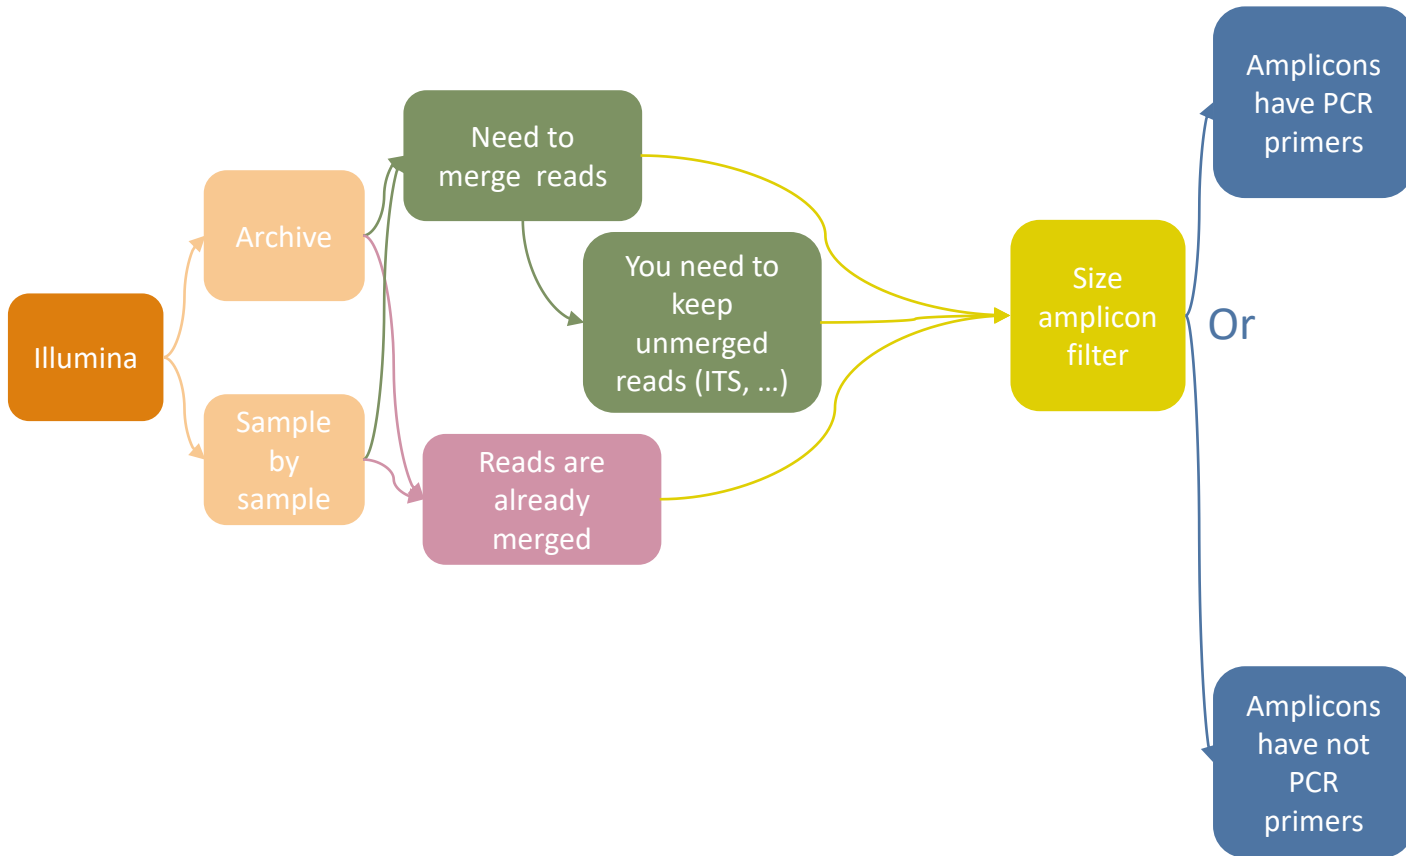 Illumina
Archive
Sample
by
sample
Need to
merge reads
You need to
keep
unmerged
reads (ITS, …)
Reads are
already
merged
Size
amplicon
filter
Or
Amplicons
have PCR
primers
Amplicons
have not
PCR
primers